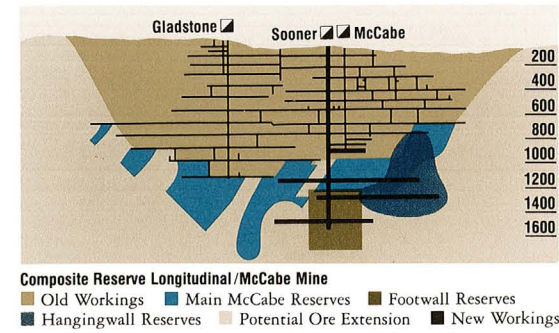 Gladstone
Sooner McCabe
200
400
600
800
1000
1200
1400
1600
Composite Reserve Longitudinal/McCabe Mine
Old Workings Main McCabe Reserves Footwall Reserves
Hangingwall Reserves Potential Ore Extension New Workings